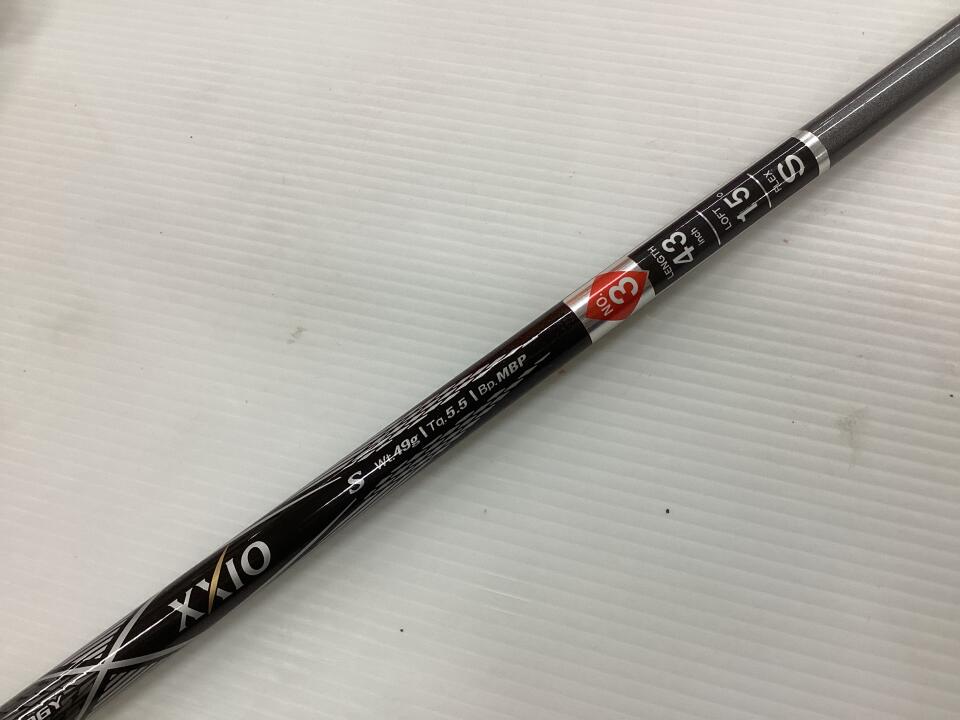 XXIO
S Wt.49g | Tq.5.5 | Bp.MBP
NO.
3
LENGTH
43
inch
LOFT
15°
FLEX
S